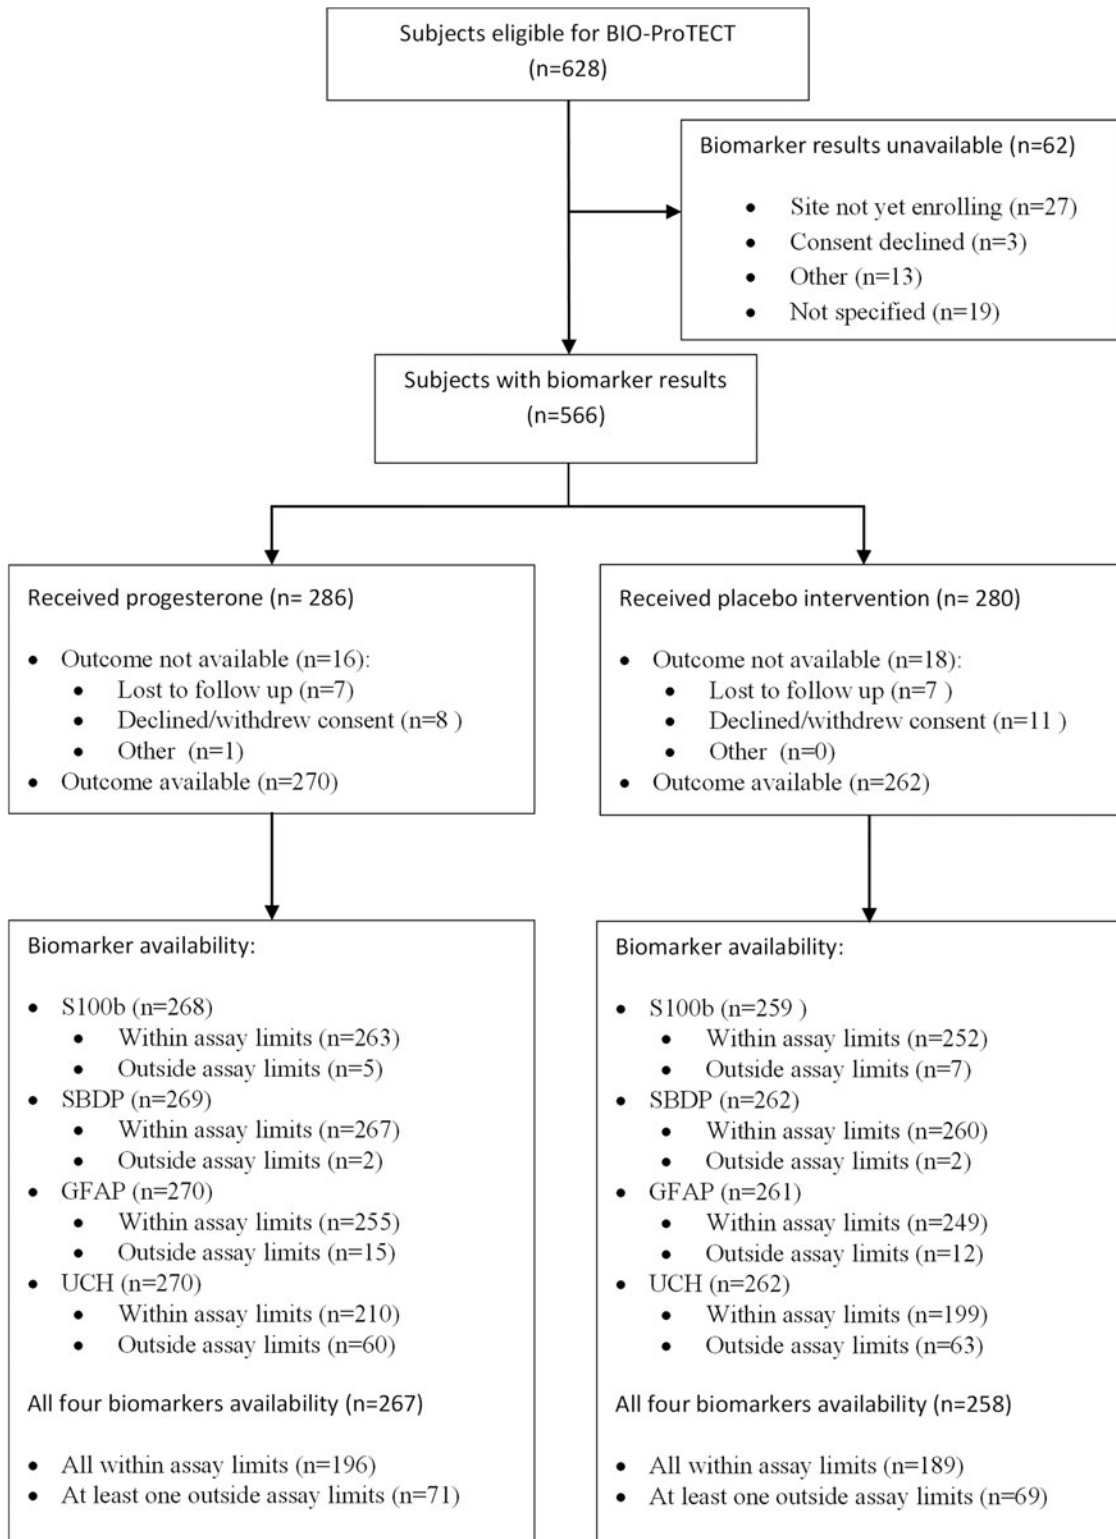 Subjects eligible for BIO-ProTECT
(n=628)
Biomarker results unavailable (n=62)
• Site not yet enrolling (n=27)
• Consent declined (n=3)
• Other (n=13)
• Not specified (n=19)
Subjects with biomarker results
(n=566)
Received progesterone (n= 286)
• Outcome not available (n=16):
• Lost to follow up (n=7)
• Declined/withdrew consent (n=8 )
• Other (n=1)
• Outcome available (n=270)
Received placebo intervention (n= 280)
• Outcome not available (n=18):
• Lost to follow up (n=7 )
• Declined/withdrew consent (n=11 )
• Other (n=0)
• Outcome available (n=262)
Biomarker availability:
• S100b (n=268)
• Within assay limits (n=263)
• Outside assay limits (n=5)
• SBDP (n=269)
• Within assay limits (n=267)
• Outside assay limits (n=2)
• GFAP (n=270)
• Within assay limits (n=255)
• Outside assay limits (n=15)
• UCH (n=270)
• Within assay limits (n=210)
• Outside assay limits (n=60)
All four biomarkers availability (n=267)
• All within assay limits (n=196)
• At least one outside assay limits (n=71)
Biomarker availability:
• S100b (n=259 )
• Within assay limits (n=252)
• Outside assay limits (n=7)
• SBDP (n=262)
• Within assay limits (n=260)
• Outside assay limits (n=2)
• GFAP (n=261)
• Within assay limits (n=249)
• Outside assay limits (n=12)
• UCH (n=262)
• Within assay limits (n=199)
• Outside assay limits (n=63)
All four biomarkers availability (n=258)
• All within assay limits (n=189)
• At least one outside assay limits (n=69)